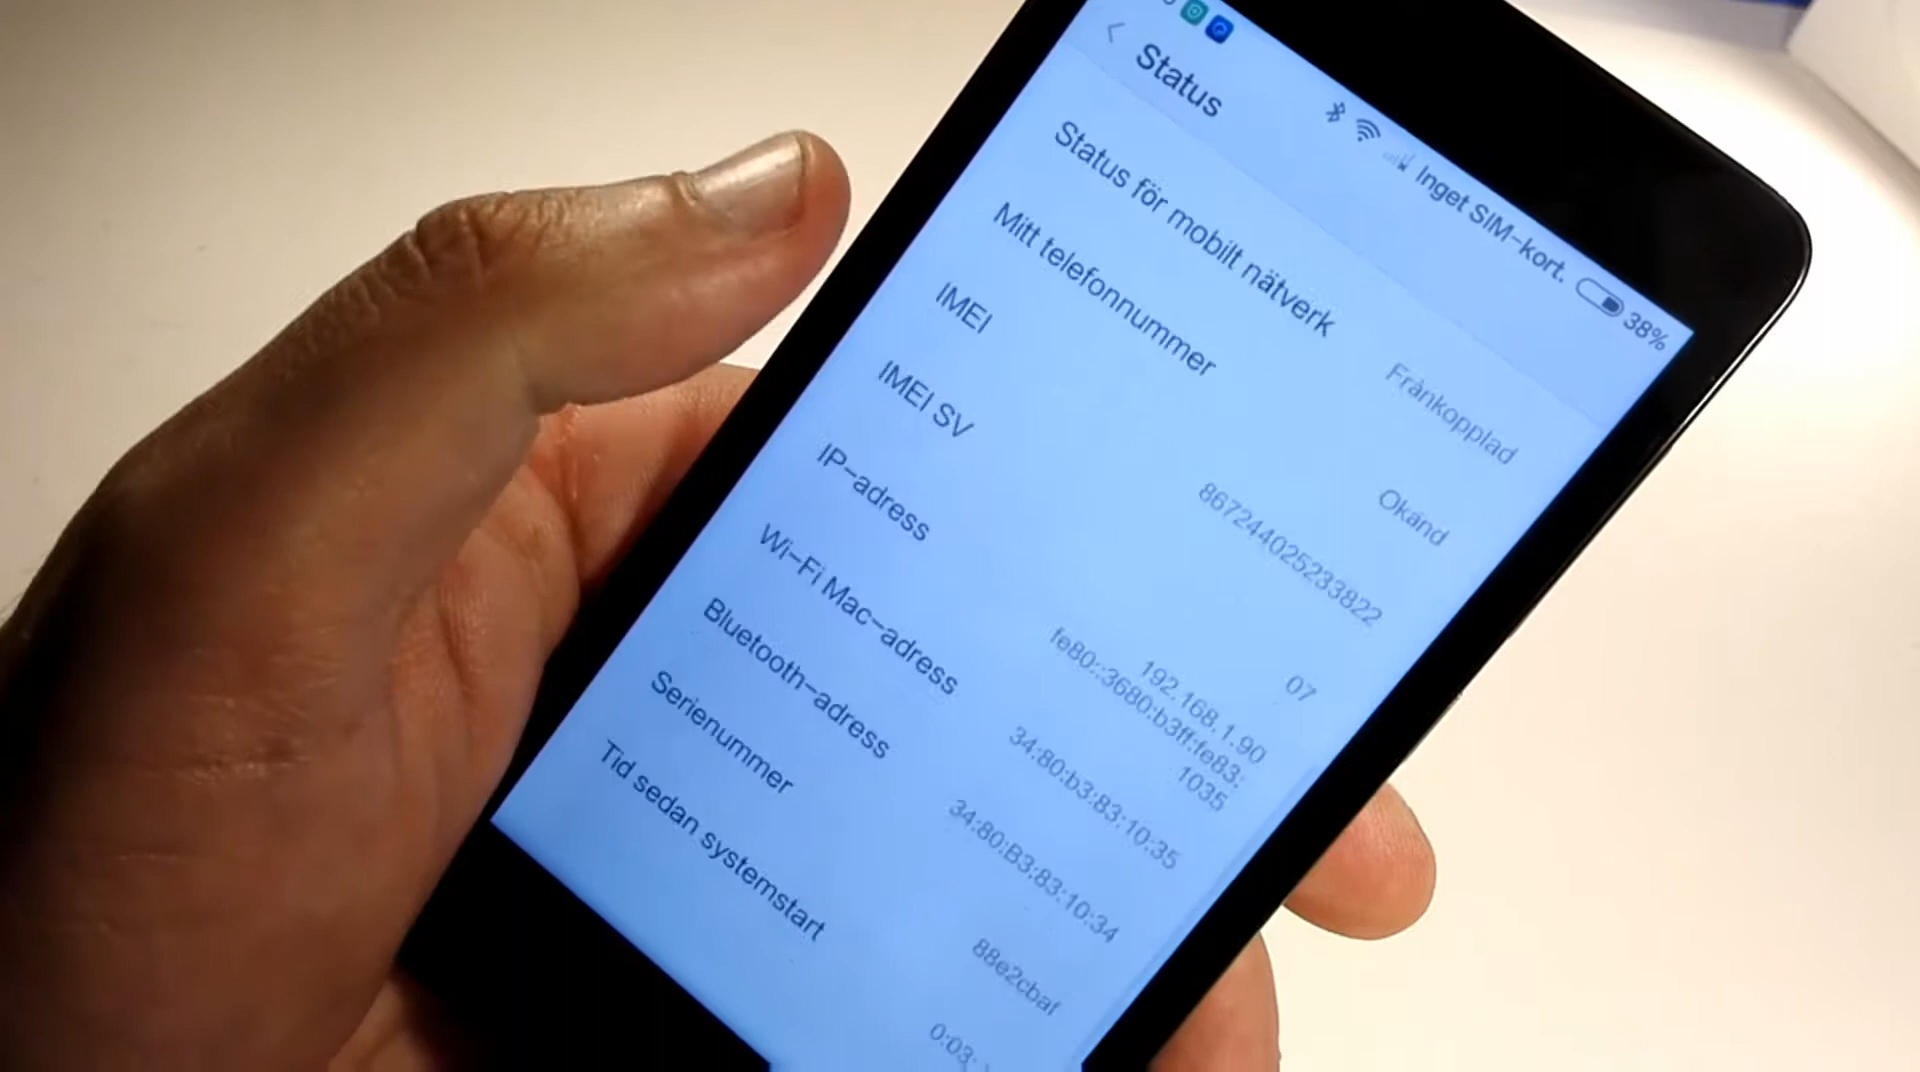 Inget SIM-kort. 38%
Status
Status för mobilt nätverk
Frånkopplad
Mitt telefonnummer
Okänd
IMEI
867244025233822
IMEI SV
07
IP-adress
192.168.1.90
fe80::3680:b3ff:fe83:
1035
Wi-Fi Mac-adress
34:80:b3:83:10:35
Bluetooth-adress
34:80:B3:83:10:34
Serienummer
88e2cbaf
Tid sedan systemstart
0:03: